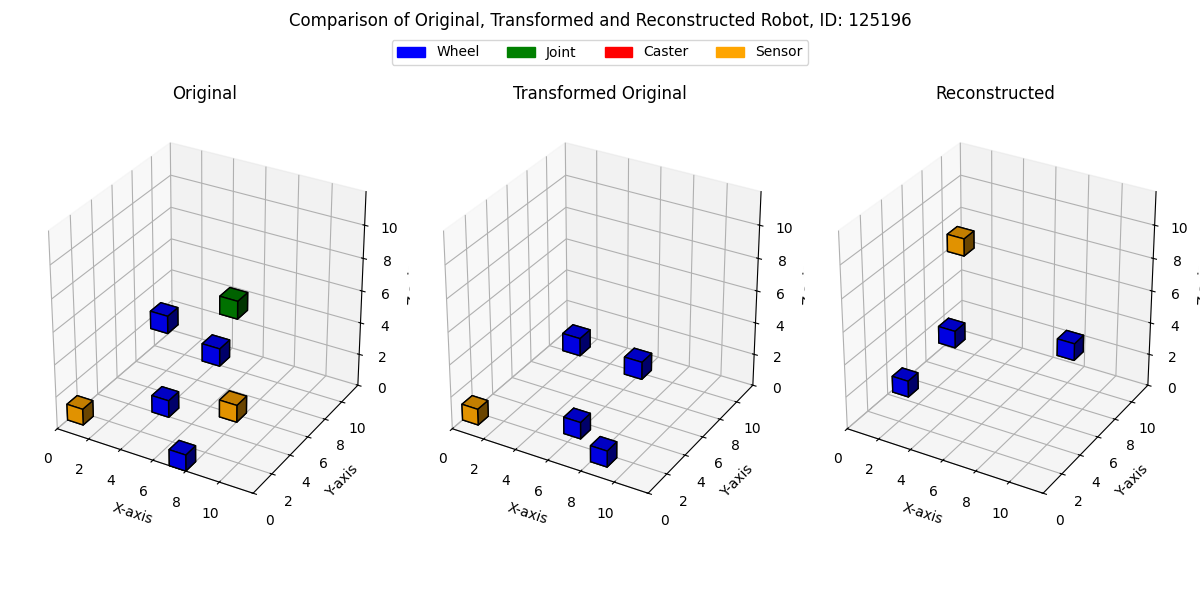 Comparison of Original, Transformed and Reconstructed Robot, ID: 125196
Wheel Joint Caster Sensor
Original
Transformed Original
Reconstructed
0 2 4 6 8 10
X-axis
0 2 4 6 8 10
Y-axis
0 2 4 6 8 10
0 2 4 6 8 10
X-axis
0 2 4 6 8 10
Y-axis
0 2 4 6 8 10
0 2 4 6 8 10
X-axis
0 2 4 6 8 10
Y-axis
0 2 4 6 8 10